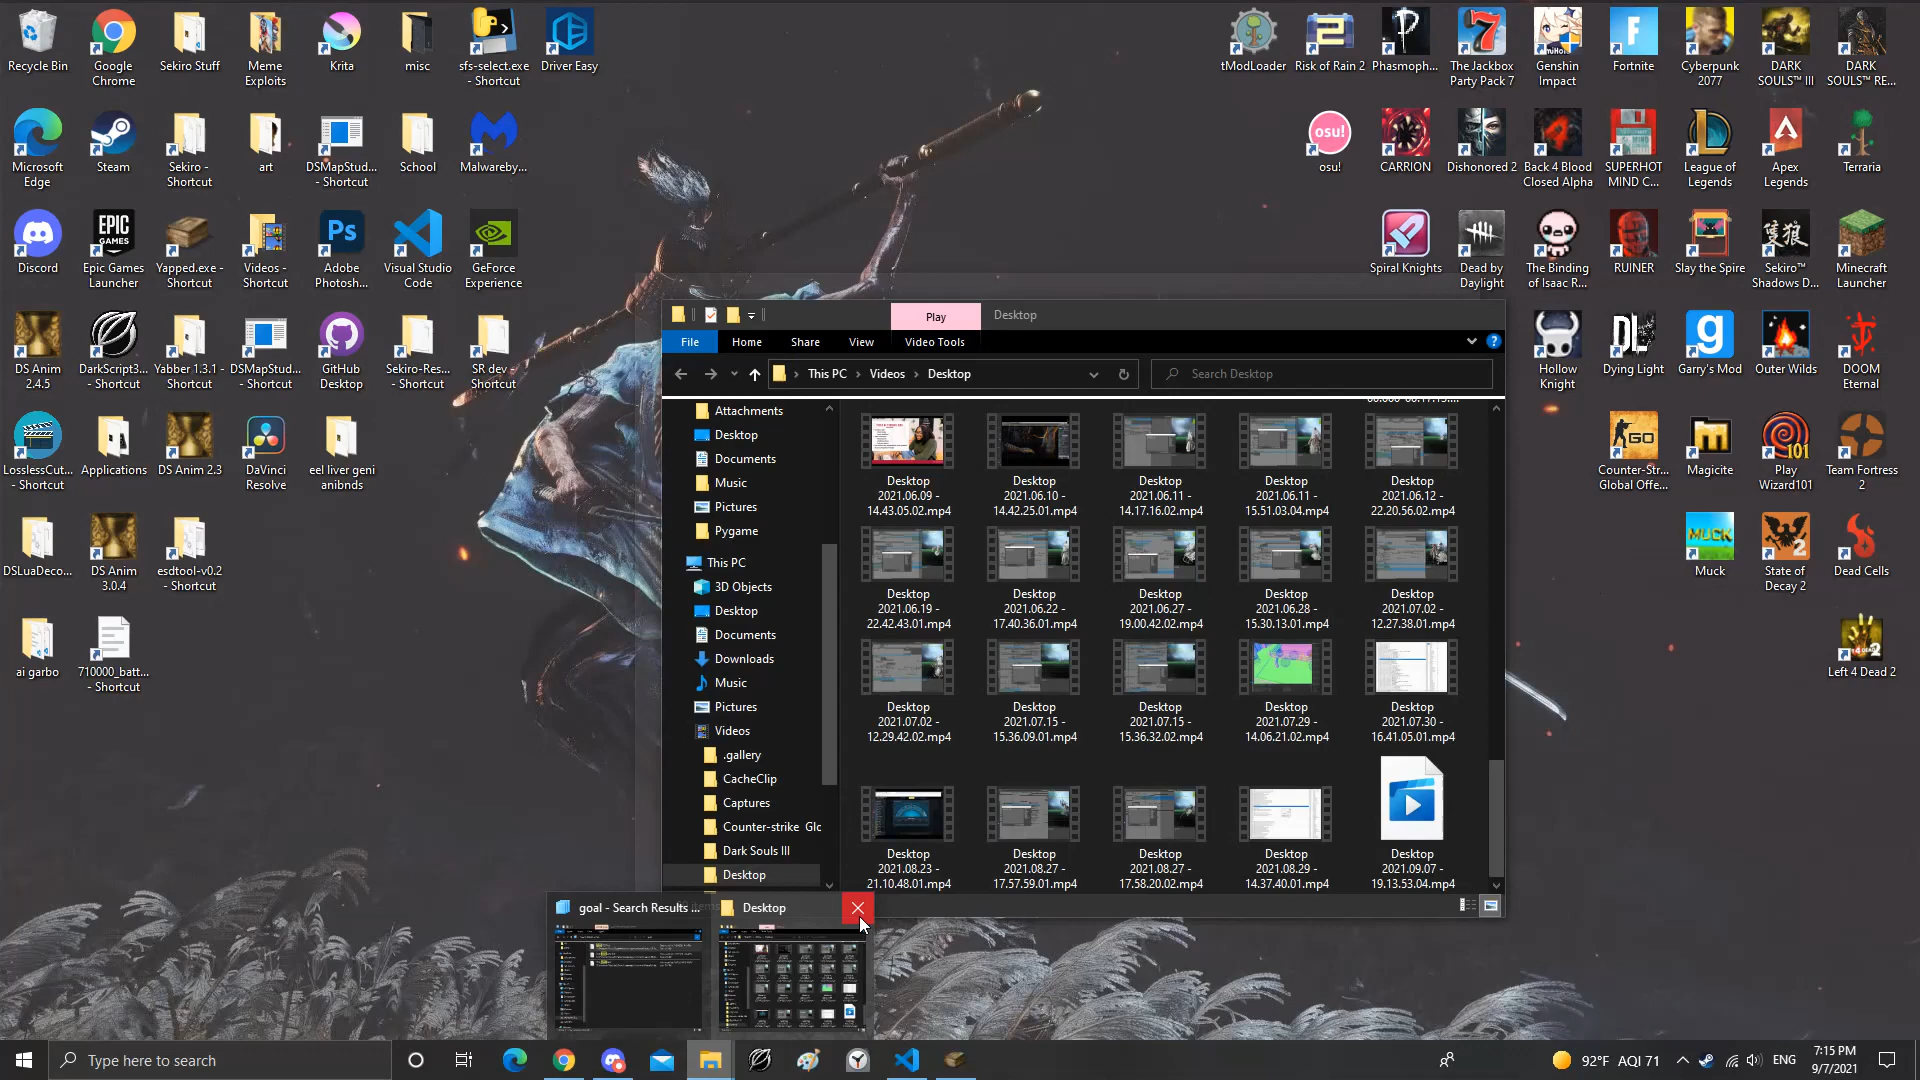 Recycle Bin
Google
Chrome
Sekiro Stuff
Meme
Exploits
Krita
misc
sfs-select.exe
- Shortcut
Driver Easy
tModLoader
Risk of Rain 2
Phasmoph...
The Jackbox
Party Pack 7
Genshin
Impact
Fortnite
Cyberpunk
2077
DARK
SOULS™ III
DARK
SOULS™ RE...
Microsoft
Edge
Steam
Sekiro -
Shortcut
art
DSMapStud...
- Shortcut
School
Malwareby...
osu!
osu!
CARRION
Dishonored 2
Back 4 Blood
Closed Alpha
SUPERHOT
MIND C...
League of
Legends
Apex
Legends
Terraria
Discord
EPIC
GAMES
Epic Games
Launcher
Yapped.exe -
Shortcut
Videos -
Shortcut
Ps
Adobe
Photosh...
Visual Studio
Code
GeForce
Experience
Spiral Knights
Dead by
Daylight
The Binding
of Isaac R...
RUINER
Slay the Spire
隻狼
Sekiro™
Shadows D...
Minecraft
Launcher
DS Anim
2.4.5
DarkScript3...
- Shortcut
Yabber 1.3.1 -
Shortcut
DSMapStud...
- Shortcut
GitHub
Desktop
Sekiro-Res...
- Shortcut
SR dev -
Shortcut
Hollow
Knight
DL
Dying Light
g
Garry's Mod
Outer Wilds
DOOM
Eternal
LosslessCut...
- Shortcut
Applications
DS Anim 2.3
DaVinci
Resolve
eel liver geni
anibnds
GO
Counter-Str...
Global Offe...
m
Magicite
101
Play
Wizard101
Team Fortress
2
DSLuaDeco...
DS Anim
3.0.4
esdtool-v0.2
- Shortcut
MUCK
Muck
State of
Decay 2
Dead Cells
ai garbo
710000_batt...
- Shortcut
Left 4 Dead 2
Play
Desktop
File
Home
Share
View
Video Tools
This PC
Videos
Desktop
Search Desktop
Attachments
Desktop
Documents
Music
Pictures
Pygame
This PC
3D Objects
Desktop
Documents
Downloads
Music
Pictures
Videos
.gallery
CacheClip
Captures
Counter-strike Glo
Dark Souls III
Desktop
Desktop
2021.06.09 -
14.43.05.02.mp4
Desktop
2021.06.10 -
14.42.25.01.mp4
Desktop
2021.06.11 -
14.17.16.02.mp4
Desktop
2021.06.11 -
15.51.03.04.mp4
Desktop
2021.06.12 -
22.20.56.02.mp4
Desktop
2021.06.19 -
22.42.43.01.mp4
Desktop
2021.06.22 -
17.40.36.01.mp4
Desktop
2021.06.27 -
19.00.42.02.mp4
Desktop
2021.06.28 -
15.30.13.01.mp4
Desktop
2021.07.02 -
12.27.38.01.mp4
Desktop
2021.07.02 -
12.29.42.02.mp4
Desktop
2021.07.15 -
15.36.09.01.mp4
Desktop
2021.07.15 -
15.36.32.02.mp4
Desktop
2021.07.29 -
14.06.21.02.mp4
Desktop
2021.07.30 -
16.41.05.01.mp4
Desktop
2021.08.23 -
21.10.48.01.mp4
Desktop
2021.08.27 -
17.57.59.01.mp4
Desktop
2021.08.27 -
17.58.20.02.mp4
Desktop
2021.08.29 -
14.37.40.01.mp4
Desktop
2021.09.07 -
19.13.53.04.mp4
goal - Search Results ...
Desktop
Type here to search
92°F AQI 71
ENG
7:15 PM
9/7/2021